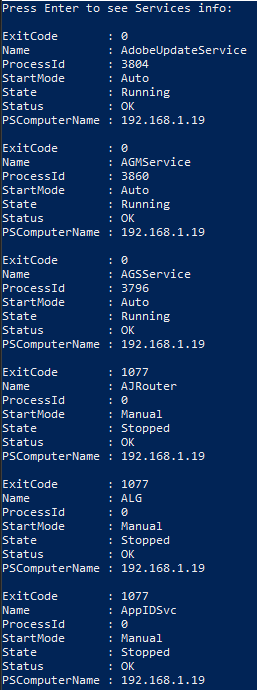 Press Enter to see Services info:
ExitCode       : 0
Name           : AdobeUpdateService
ProcessId      : 3804
StartMode      : Auto
State          : Running
Status         : OK
PSComputerName : 192.168.1.19
ExitCode       : 0
Name           : AGMService
ProcessId      : 3860
StartMode      : Auto
State          : Running
Status         : OK
PSComputerName : 192.168.1.19
ExitCode       : 0
Name           : AGSService
ProcessId      : 3796
StartMode      : Auto
State          : Running
Status         : OK
PSComputerName : 192.168.1.19
ExitCode       : 1077
Name           : AJRouter
ProcessId      : 0
StartMode      : Manual
State          : Stopped
Status         : OK
PSComputerName : 192.168.1.19
ExitCode       : 1077
Name           : ALG
ProcessId      : 0
StartMode      : Manual
State          : Stopped
Status         : OK
PSComputerName : 192.168.1.19
ExitCode       : 1077
Name           : AppIDSvc
ProcessId      : 0
StartMode      : Manual
State          : Stopped
Status         : OK
PSComputerName : 192.168.1.19